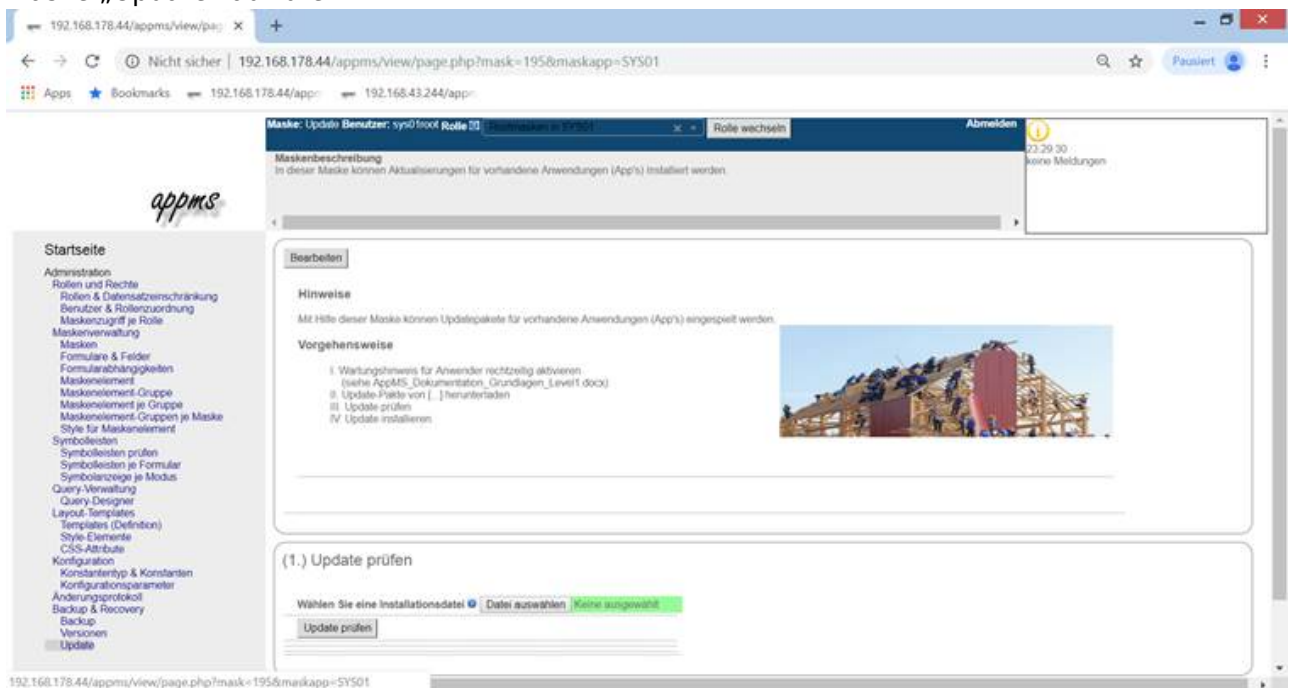 192.168.178.44/appms/view/pag
Nicht sicher | 192.168.178.44/appms/view/page.php?mask=195&maskapp=SYS01
Pausiert
Apps Bookmarks 192.168.178.44/app 192.168.43.244/app
Maske: Update Benutzer: sys01root Rolle
Rolle wechseln
Abmelden
23:29:30
keine Meldungen
Maskenbeschreibung
In dieser Maske können Aktualisierungen für vorhandene Anwendungen (App's) installiert werden.
appms
Startseite
Administration
Rollen und Rechte
Rollen & Datensatzeinschränkung
Benutzer & Rollenzuordnung
Maskenzugriff je Rolle
Maskenverwaltung
Masken
Formulare & Felder
Formularabhängigkeiten
Maskenelement
Maskenelement-Gruppe
Maskenelement je Gruppe
Maskenelement-Gruppen je Maske
Style für Maskenelement
Symbolleisten
Symbolleisten prüfen
Symbolleisten je Formular
Symbolanzeige je Modus
Query-Verwaltung
Query-Designer
Layout-Templates
Templates (Definition)
Style-Elemente
CSS-Attribute
Konfiguration
Konstantentyp & Konstanten
Konfigurationsparameter
Änderungsprotokoll
Backup & Recovery
Backup
Versionen
Update
Bearbeiten
Hinweise
Mit Hilfe dieser Maske können Updatepakete für vorhandene Anwendungen (App's) eingespielt werden.
Vorgehensweise
I. Wartungshinweis für Anwender rechtzeitig aktivieren
(siehe AppMS_Dokumentation_Grundlagen_Level1.docx)
II. Update-Pakte von [...] herunterladen
III. Update prüfen
IV. Update installieren
(1.) Update prüfen
Wählen Sie eine Installationsdatei Datei auswählen Keine ausgewählt
Update prüfen
192.168.178.44/appms/view/page.php?mask=195&maskapp=SYS01